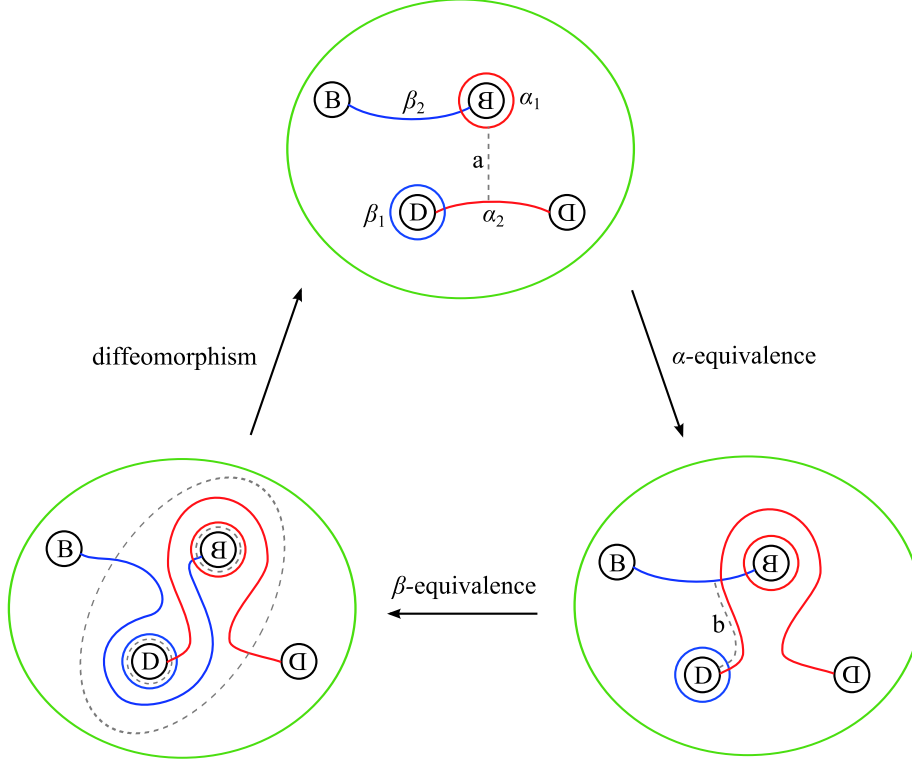 B
β₂
ᗺ
α₁
a
β₁
D
α₂
ᗡ
diffeomorphism
α-equivalence
B
ᗺ
D
ᗡ
β-equivalence
B
ᗺ
b
D
ᗡ